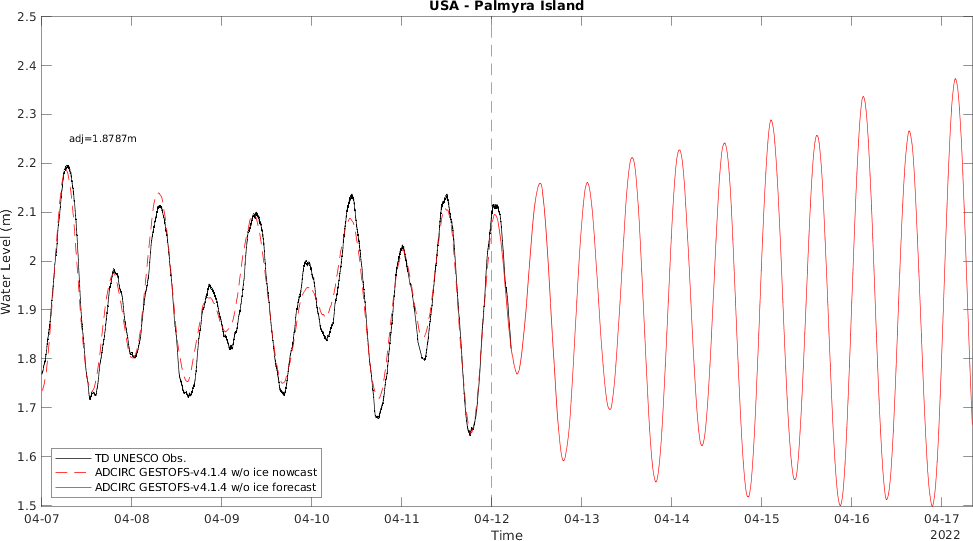 USA - Palmyra Island
2.5
2.4
2.3
2.2
2.1
2
1.9
1.8
1.7
1.6
1.5
Water Level (m)
adj=1.8787m
TD UNESCO Obs.
ADCIRC GESTOFS-v4.1.4 w/o ice nowcast
ADCIRC GESTOFS-v4.1.4 w/o ice forecast
04-07 04-08 04-09 04-10 04-11 04-12 04-13 04-14 04-15 04-16 04-17
Time
2022